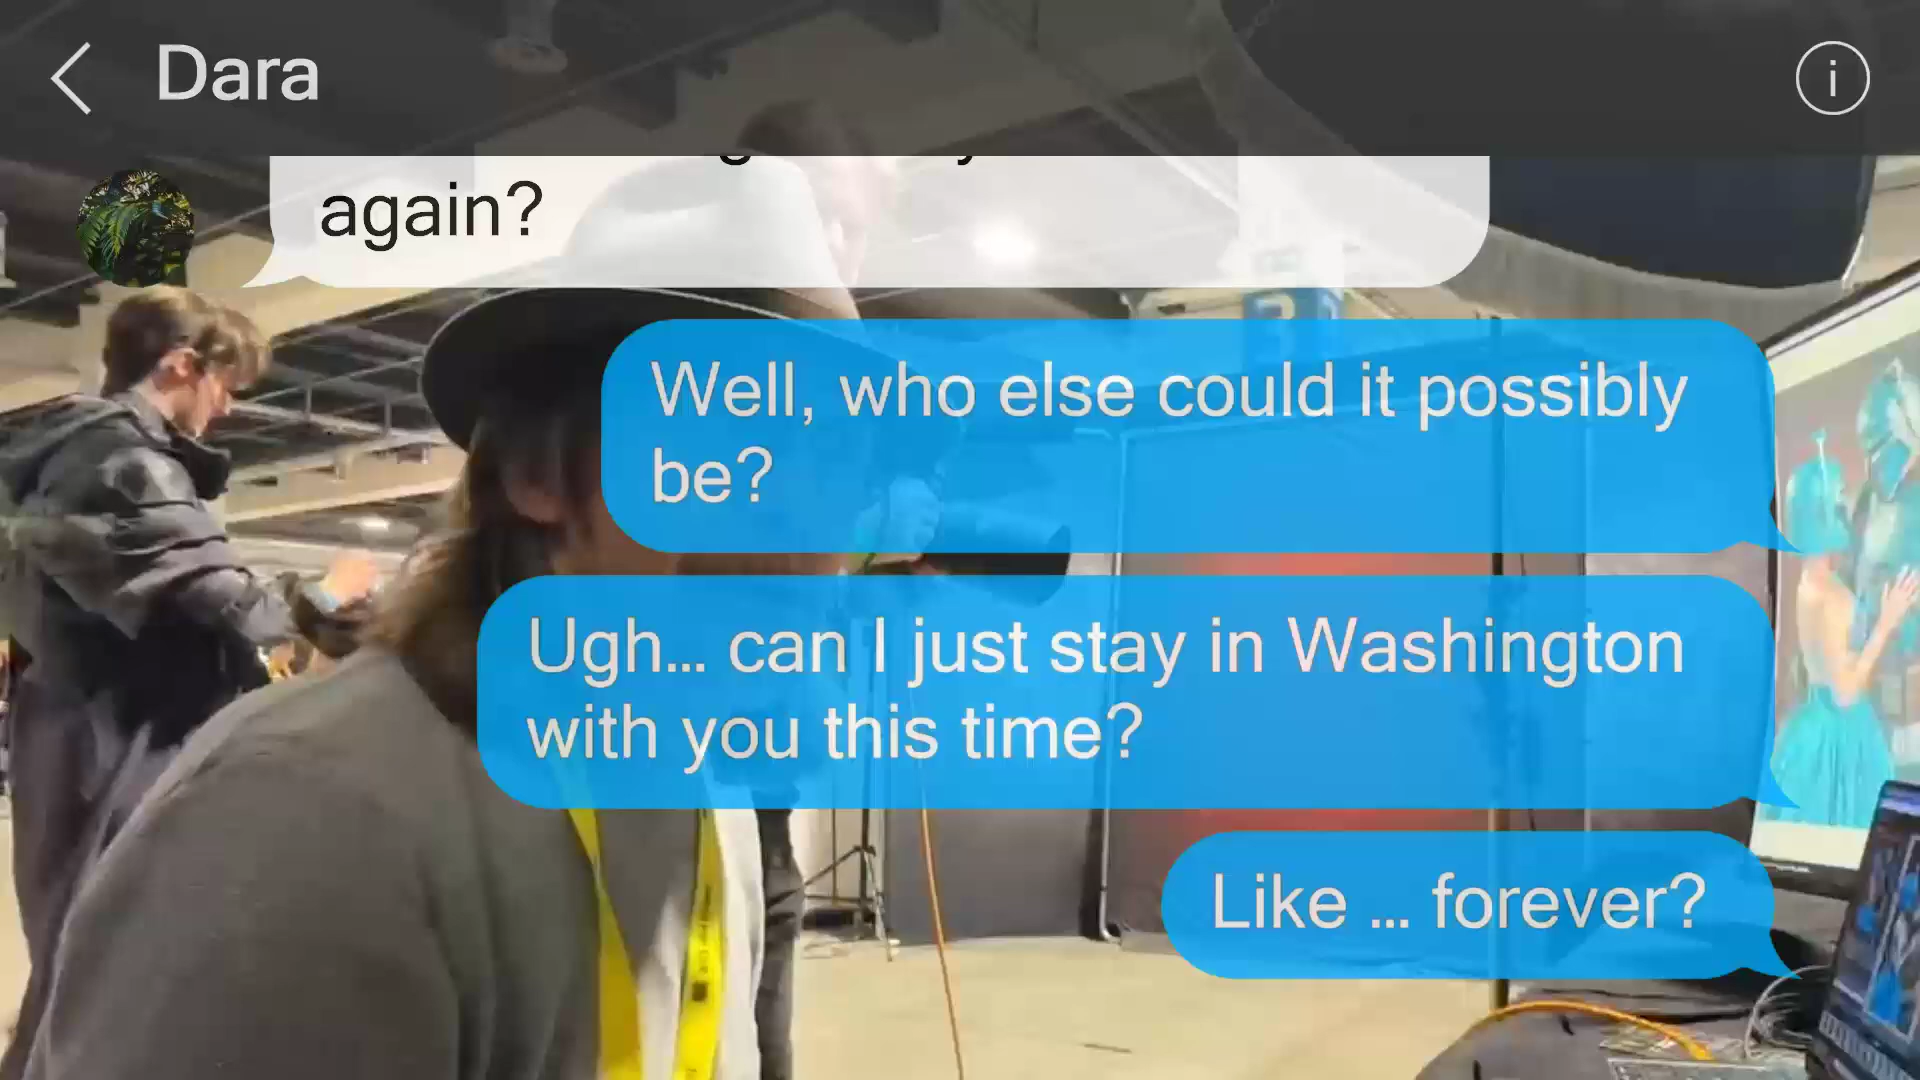 Dara
again?
Well, who else could it possibly
be?
Ugh... can I just stay in Washington
with you this time?
Like ... forever?